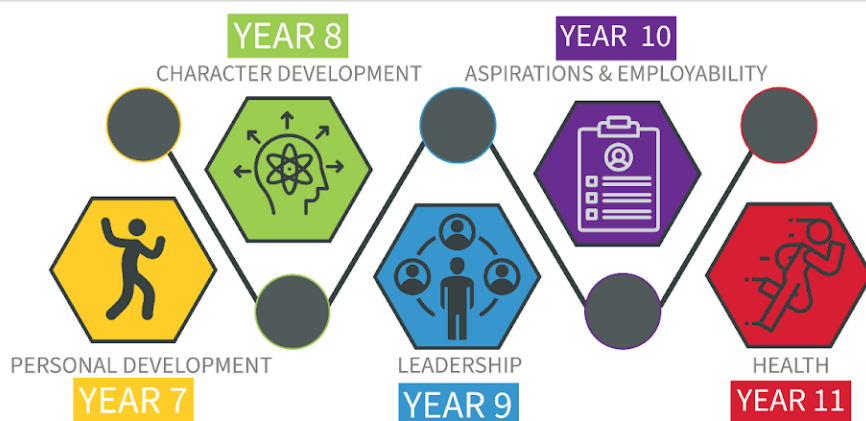 YEAR 8
CHARACTER DEVELOPMENT
YEAR 10
ASPIRATIONS & EMPLOYABILITY
PERSONAL DEVELOPMENT
YEAR 7
LEADERSHIP
YEAR 9
HEALTH
YEAR 11